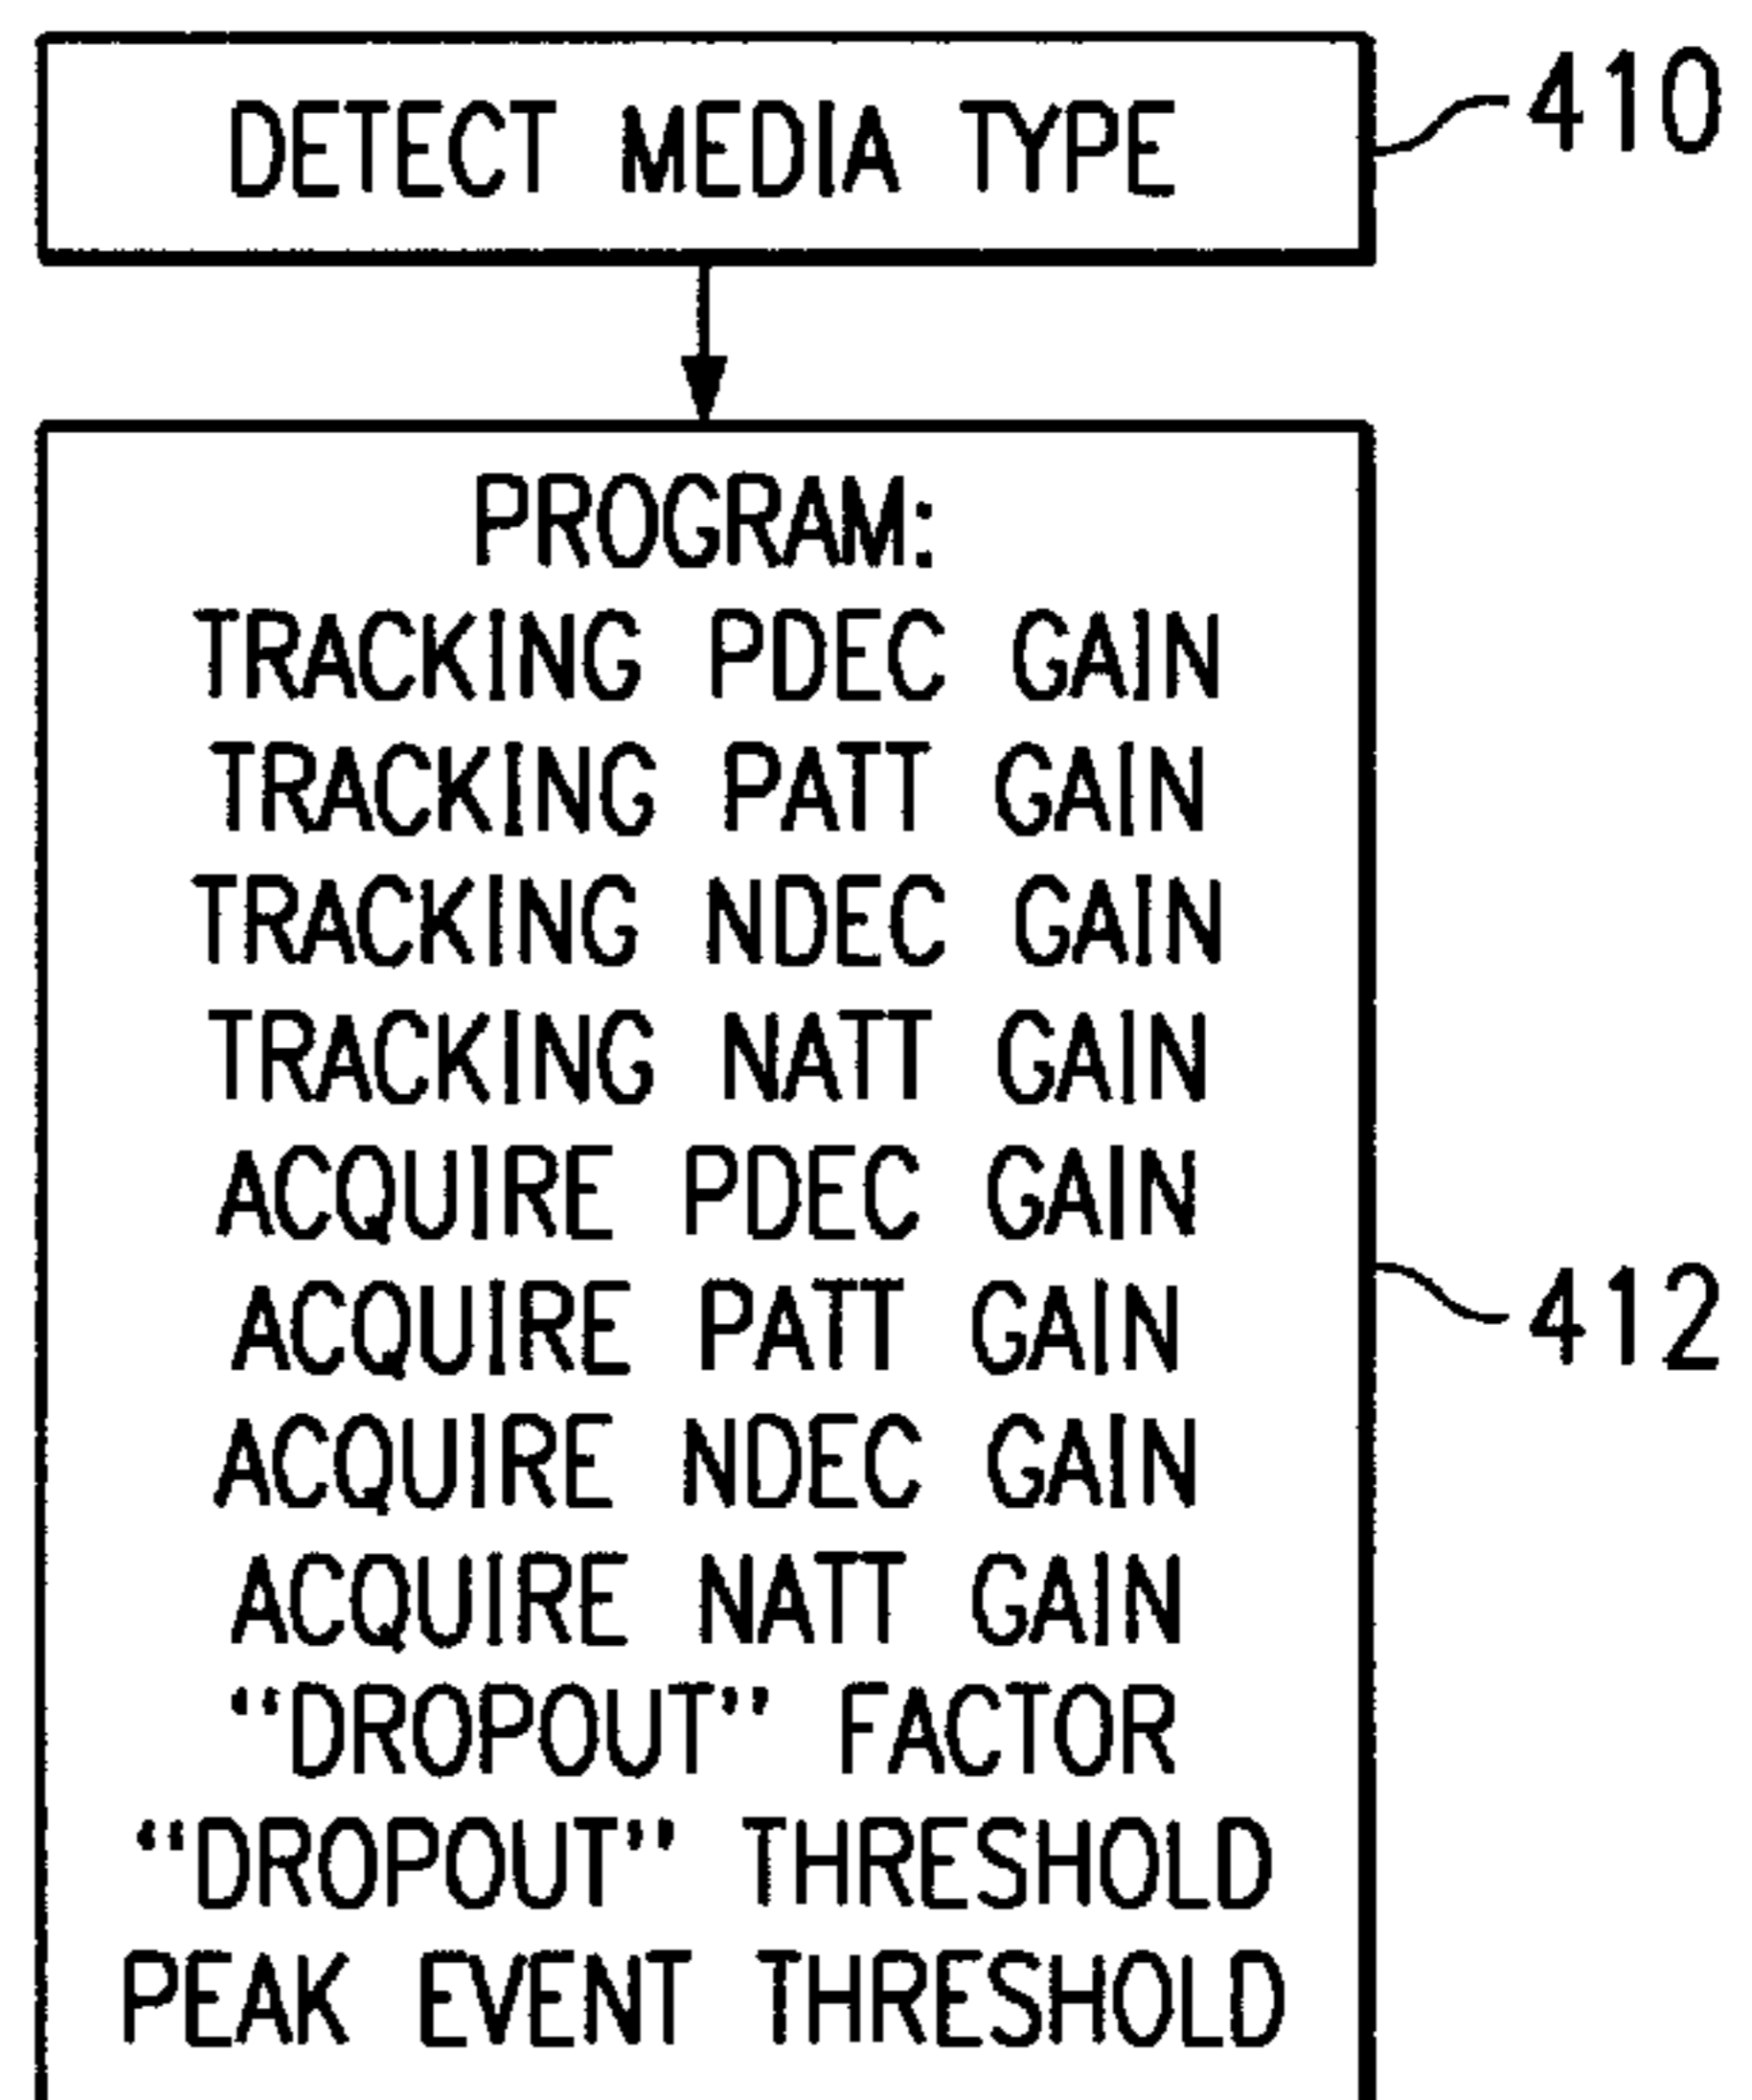 DETECT MEDIA TYPE
410
PROGRAM:
TRACKING PDEC GAIN
TRACKING PATT GAIN
TRACKING NDEC GAIN
TRACKING NATT GAIN
ACQUIRE PDEC GAIN
ACQUIRE PATT GAIN
412
ACQUIRE NDEC GAIN
ACQUIRE NATT GAIN
“DROPOUT” FACTOR
“DROPOUT” THRESHOLD
PEAK EVENT THRESHOLD